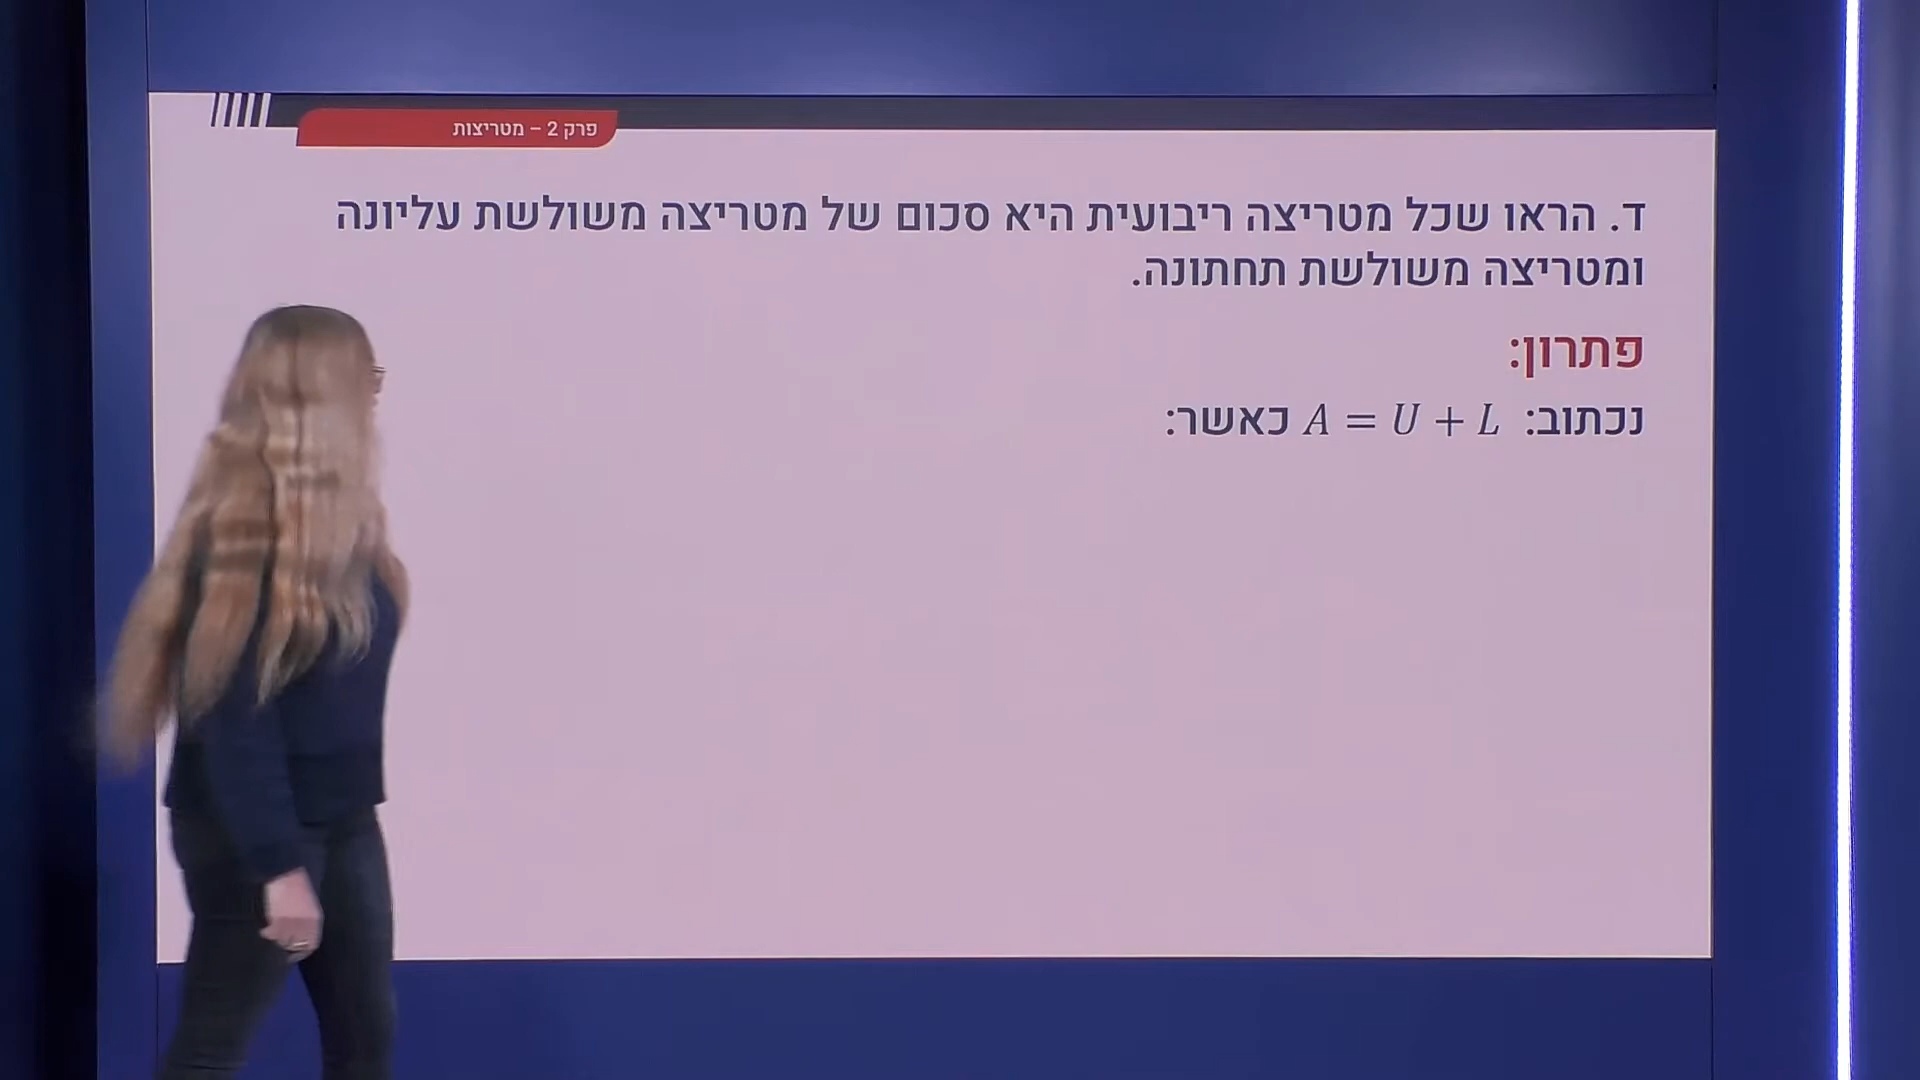 פרק 2 – מטריצות
ד. הראו שכל מטריצה ריבועית היא סכום של מטריצה משולשת עליונה
ומטריצה משולשת תחתונה.
פתרון:
נכתוב: A = U + L כאשר: